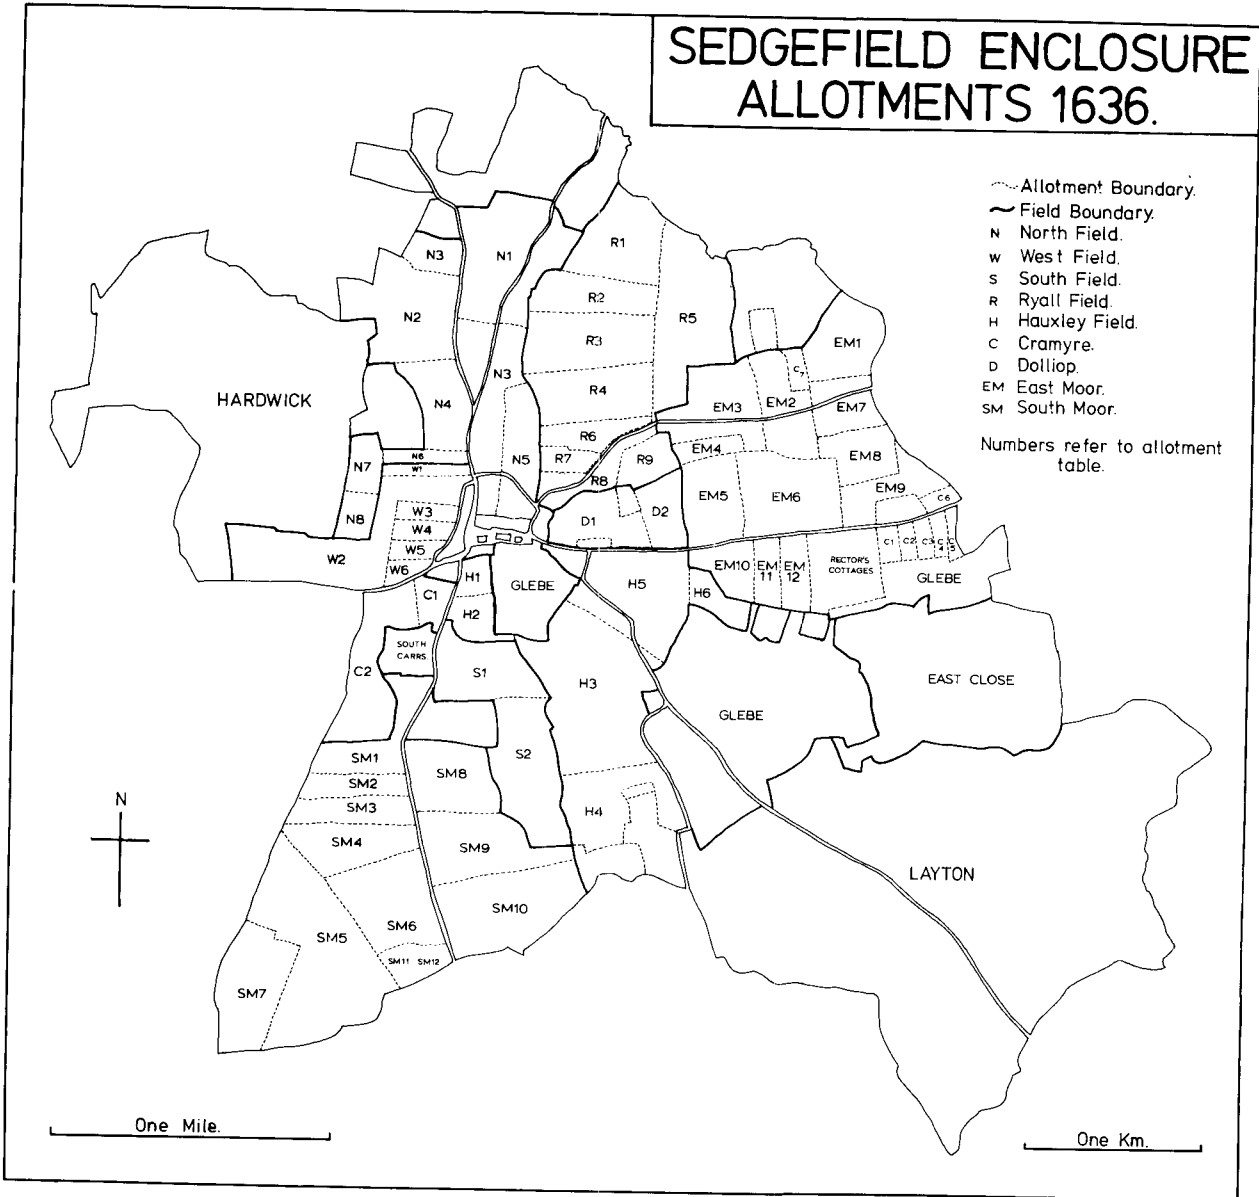 SEDGEFIELD ENCLOSURE
ALLOTMENTS 1636.
Allotment Boundary.
Field Boundary.
N North Field.
W West Field.
S South Field.
R Ryall Field.
H Hauxley Field.
C Cramyre.
D Dolliop.
EM East Moor.
SM South Moor.
Numbers refer to allotment
table.
R1
N3
N1
R2
N2
R5
R3
EM1
N3
C7
HARDWICK
R4
EM2
N4
EM3
EM7
R6
N6
EM4
W1
N7
N5
R7
R9
EM8
R8
EM5
EM6
EM9
C6
W3
N8
D1
D2
W4
C1
C2
C3
C4
C5
W5
W2
RECTOR'S
COTTAGES
EM10
EM11
EM12
W6
H1
GLEBE
H5
GLEBE
C1
H6
H2
SOUTH
CARRS.
C2
S1
H3
EAST CLOSE
GLEBE
SM1
S2
SM8
SM2
SM3
H4
SM4
SM9
LAYTON
SM10
SM6
SM5
SM11
SM12
SM7
N
One Mile.
One Km.